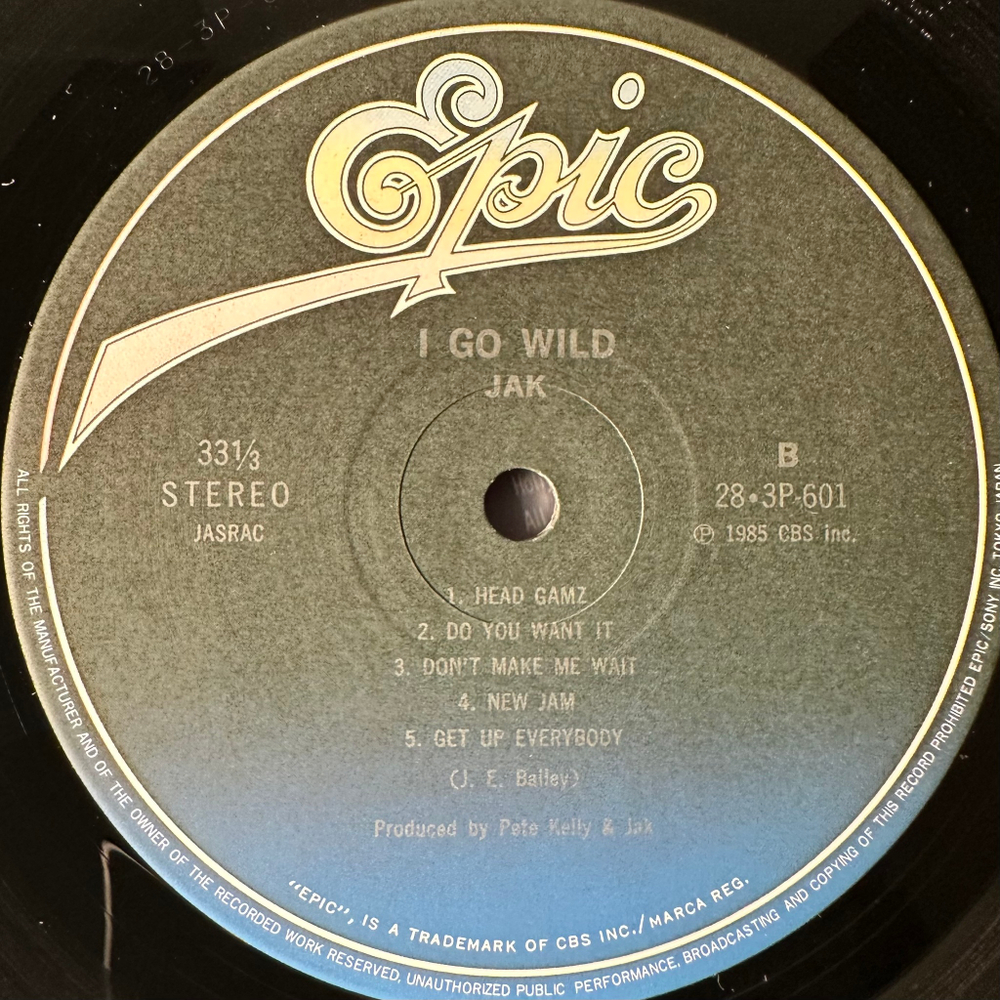 28-3P-6
Epic
I GO WILD
JAK
33⅓
STEREO
JASRAC
B
28•3P-601
Ⓟ 1985 CBS inc.
1. HEAD GAMZ
2. DO YOU WANT IT
3. DON'T MAKE ME WAIT
4. NEW JAM
5. GET UP EVERYBODY
(J. E. Bailey)
Produced by Pete Kelly & Jak
"EPIC", IS A TRADEMARK OF CBS INC./MARCA REG.
ALL RIGHTS OF THE MANUFACTURER AND OF THE OWNER OF THE RECORDED WORK RESERVED, UNAUTHORIZED PUBLIC PERFORMANCE, BROADCASTING AND COPYING OF THIS RECORD PROHIBITED EPIC/SONY INC. TOKYO JAPAN